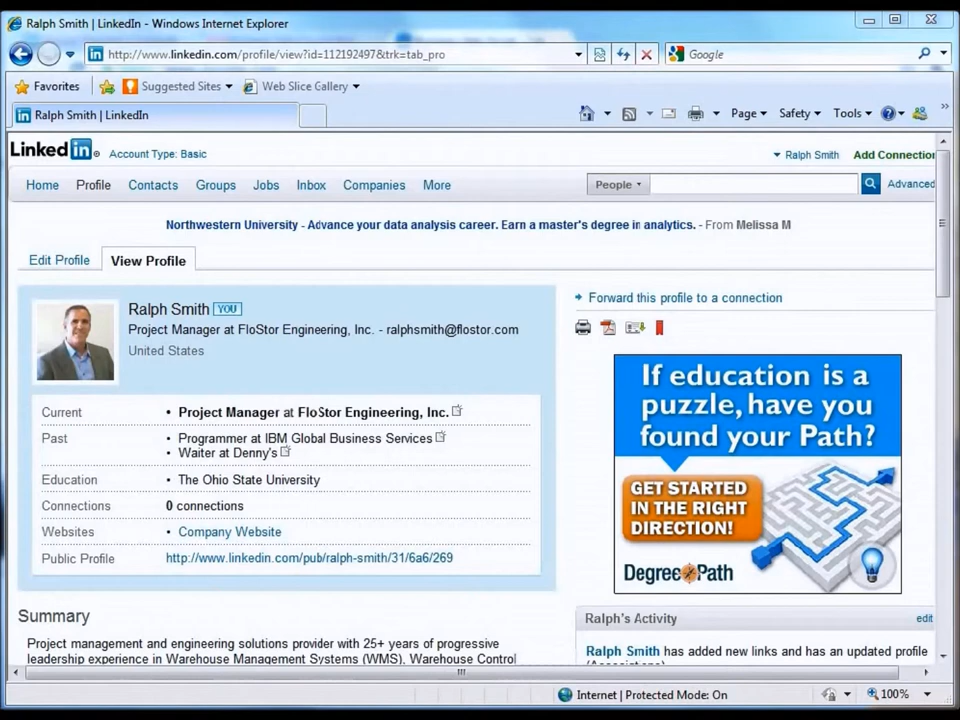 Ralph Smith | LinkedIn - Windows Internet Explorer
http://www.linkedin.com/profile/view?id=112192497&trk=tab_pro
Google
Favorites Suggested Sites Web Slice Gallery
Ralph Smith | LinkedIn
Page Safety Tools
Linked in Account Type: Basic
Ralph Smith Add Connection
Home Profile Contacts Groups Jobs Inbox Companies More
People Advanced
Northwestern University - Advance your data analysis career. Earn a master's degree in analytics. - From Melissa M
Edit Profile View Profile
Ralph Smith YOU
Project Manager at FloStor Engineering, Inc. - ralphsmith@flostor.com
United States
Current • Project Manager at FloStor Engineering, Inc.
Past • Programmer at IBM Global Business Services
• Waiter at Denny's
Education • The Ohio State University
Connections 0 connections
Websites • Company Website
Public Profile http://www.linkedin.com/pub/ralph-smith/31/6a6/269
Summary
Project management and engineering solutions provider with 25+ years of progressive
leadership experience in Warehouse Management Systems (WMS), Warehouse Control
Forward this profile to a connection
If education is a
puzzle, have you
found your Path?
GET STARTED
IN THE RIGHT
DIRECTION!
Degree Path
Ralph's Activity edit
Ralph Smith has added new links and has an updated profile
(Associations)
Internet | Protected Mode: On
100%